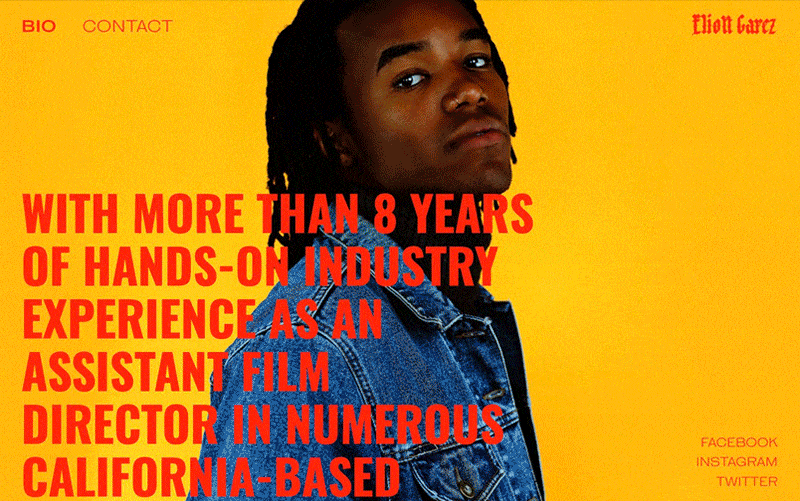 BIO CONTACT Eliott Garcz
WITH MORE THAN 8 YEARS
OF HANDS-ON INDUSTRY
EXPERIENCE AS AN
ASSISTANT FILM
DIRECTOR IN NUMEROUS
CALIFORNIA-BASED
FACEBOOK
INSTAGRAM
TWITTER